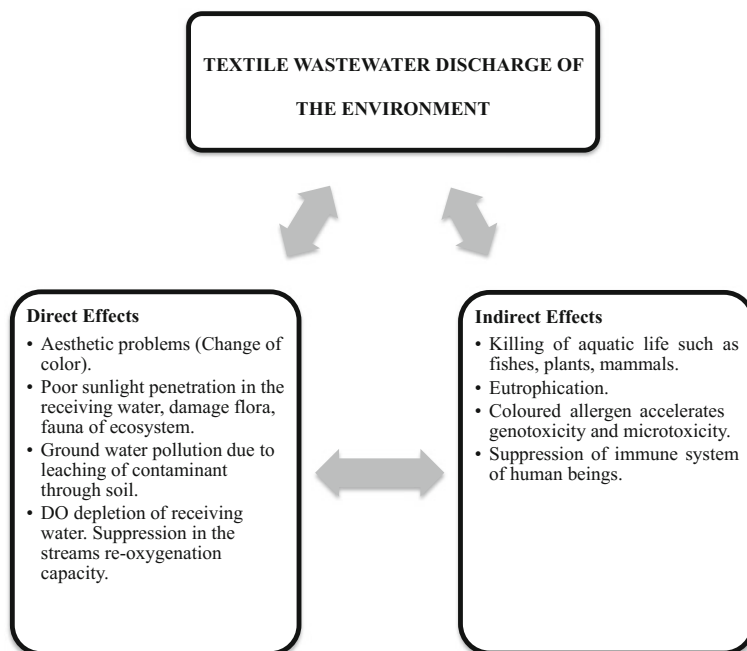 TEXTILE WASTEWATER DISCHARGE OF
THE ENVIRONMENT
Direct Effects
• Aesthetic problems (Change of
color).
• Poor sunlight penetration in the
receiving water, damage flora,
fauna of ecosystem.
• Ground water pollution due to
leaching of contaminant
through soil.
• DO depletion of receiving
water. Suppression in the
streams re-oxygenation
capacity.
Indirect Effects
• Killing of aquatic life such as
fishes, plants, mammals.
• Eutrophication.
• Coloured allergen accelerates
genotoxicity and microtoxicity.
• Suppression of immune system
of human beings.